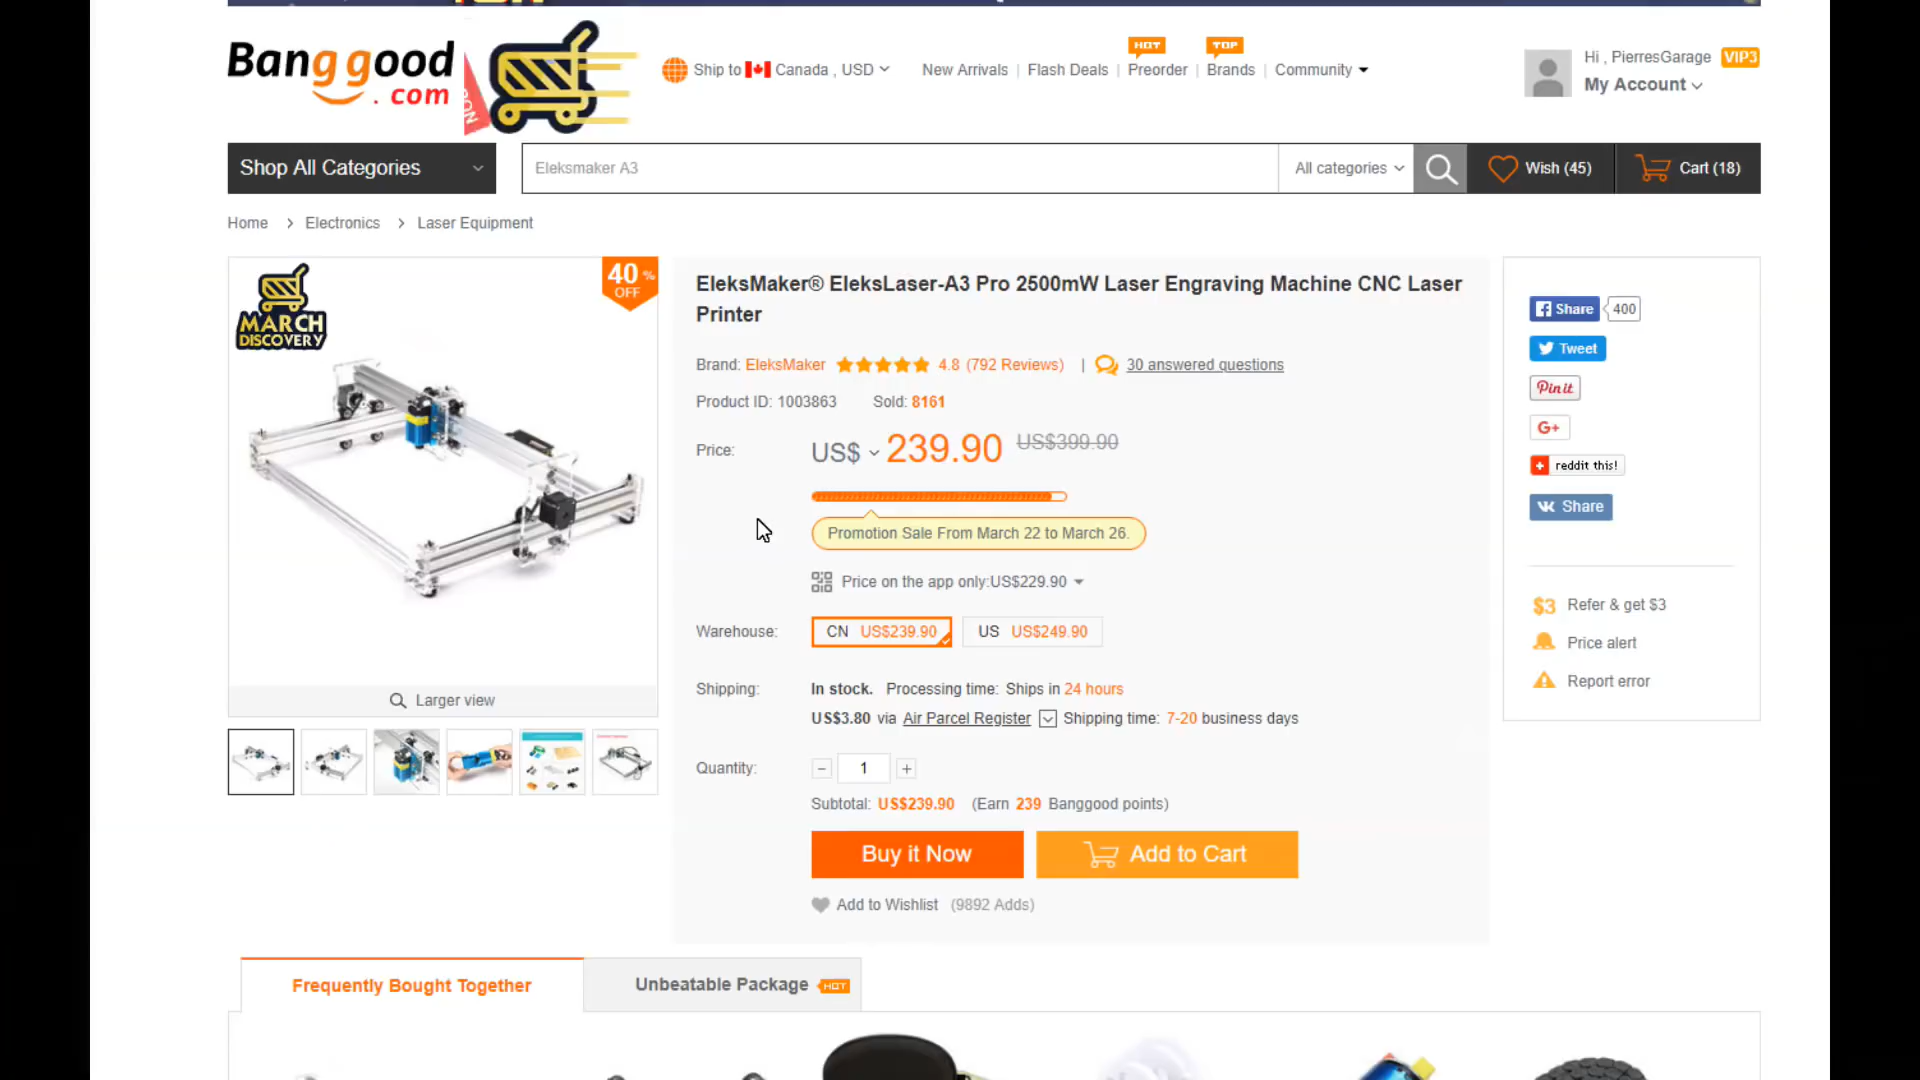 Banggood
.com
Ship to Canada , USD
New Arrivals
Flash Deals
HOT
Preorder
TOP
Brands
Community
Hi , PierresGarage VIP3
My Account
Shop All Categories
Eleksmaker A3
All categories
Wish (45)
Cart (18)
Home > Electronics > Laser Equipment
MARCH
DISCOVERY
40 %
OFF
Larger view
EleksMaker® EleksLaser-A3 Pro 2500mW Laser Engraving Machine CNC Laser
Printer
Brand: EleksMaker 4.8 (792 Reviews) | 30 answered questions
Product ID: 1003863 Sold: 8161
Price: US$ 239.90 US$399.90
Promotion Sale From March 22 to March 26.
Price on the app only:US$229.90
Warehouse: CN US$239.90 US US$249.90
Shipping: In stock. Processing time: Ships in 24 hours
US$3.80 via Air Parcel Register Shipping time: 7-20 business days
Quantity: − 1 +
Subtotal: US$239.90 (Earn 239 Banggood points)
Buy it Now
Add to Cart
Add to Wishlist (9892 Adds)
Share 400
Tweet
Pin it
G+
reddit this!
Share
$3 Refer & get $3
Price alert
Report error
Frequently Bought Together
Unbeatable Package HOT